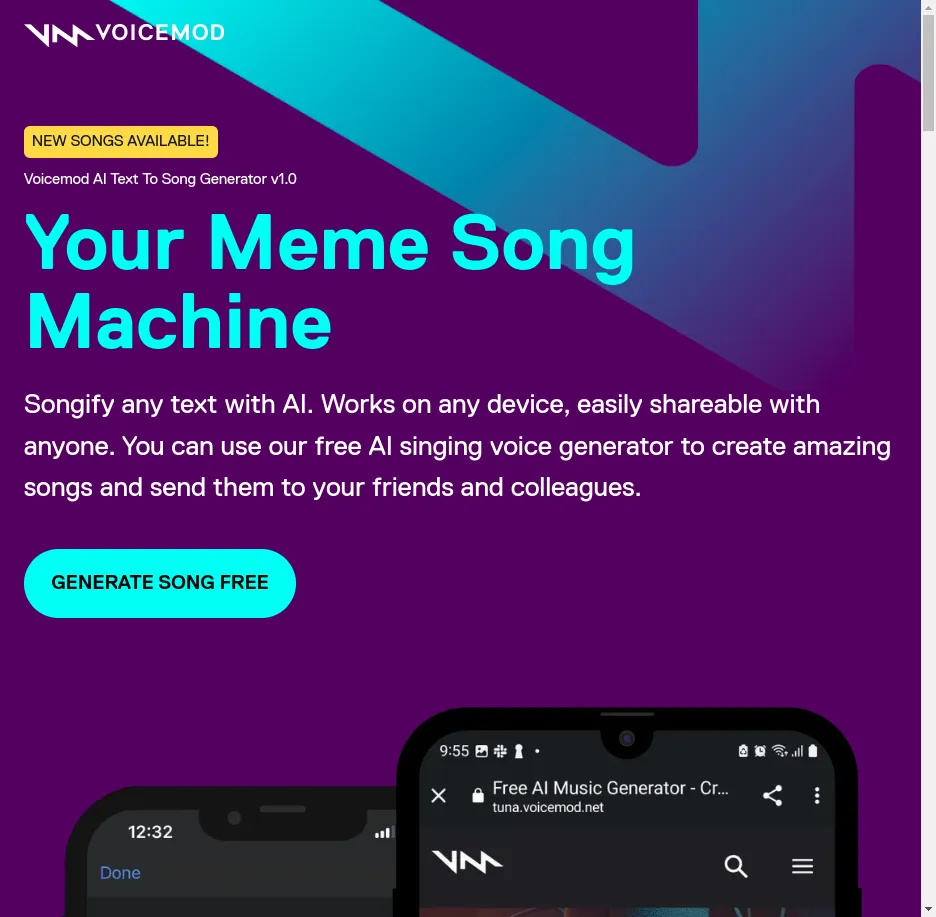 VOICEMOD
NEW SONGS AVAILABLE!
Voicemod AI Text To Song Generator v1.0
Your Meme Song
Machine
Songify any text with AI. Works on any device, easily shareable with
anyone. You can use our free AI singing voice generator to create amazing
songs and send them to your friends and colleagues.
GENERATE SONG FREE
9:55
Free AI Music Generator - Cr...
tuna.voicemod.net
12:32
Done